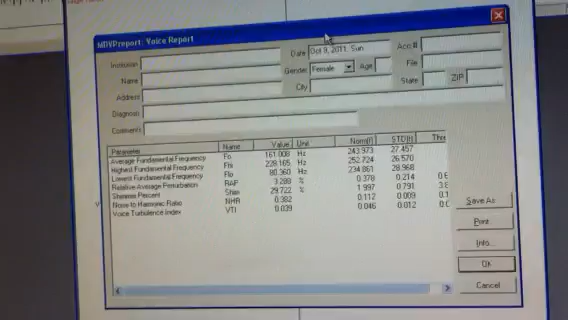 MDVPreport: Voice Report
Institution
Name
Address
Diagnosis
Comments
Date Oct 9, 2011, Sun
Gender Female Age
City
Acc #
File
State ZIP
Parameter Name Value Unit Norm(f) STD(f) Thre
Average Fundamental Frequency Fo 161.008 Hz 243.973 27.457
Highest Fundamental Frequency Fhi 228.165 Hz 252.724 26.570
Lowest Fundamental Frequency Flo 80.360 Hz 234.861 28.968
Relative Average Perturbation RAP 3.288 % 0.378 0.214
Shimmer Percent Shim 29.722 % 1.997 0.791
Noise to Harmonic Ratio NHR 0.382 0.112 0.009
Voice Turbulence Index VTI 0.039 0.046 0.012
Save As
Print
Info...
OK
Cancel